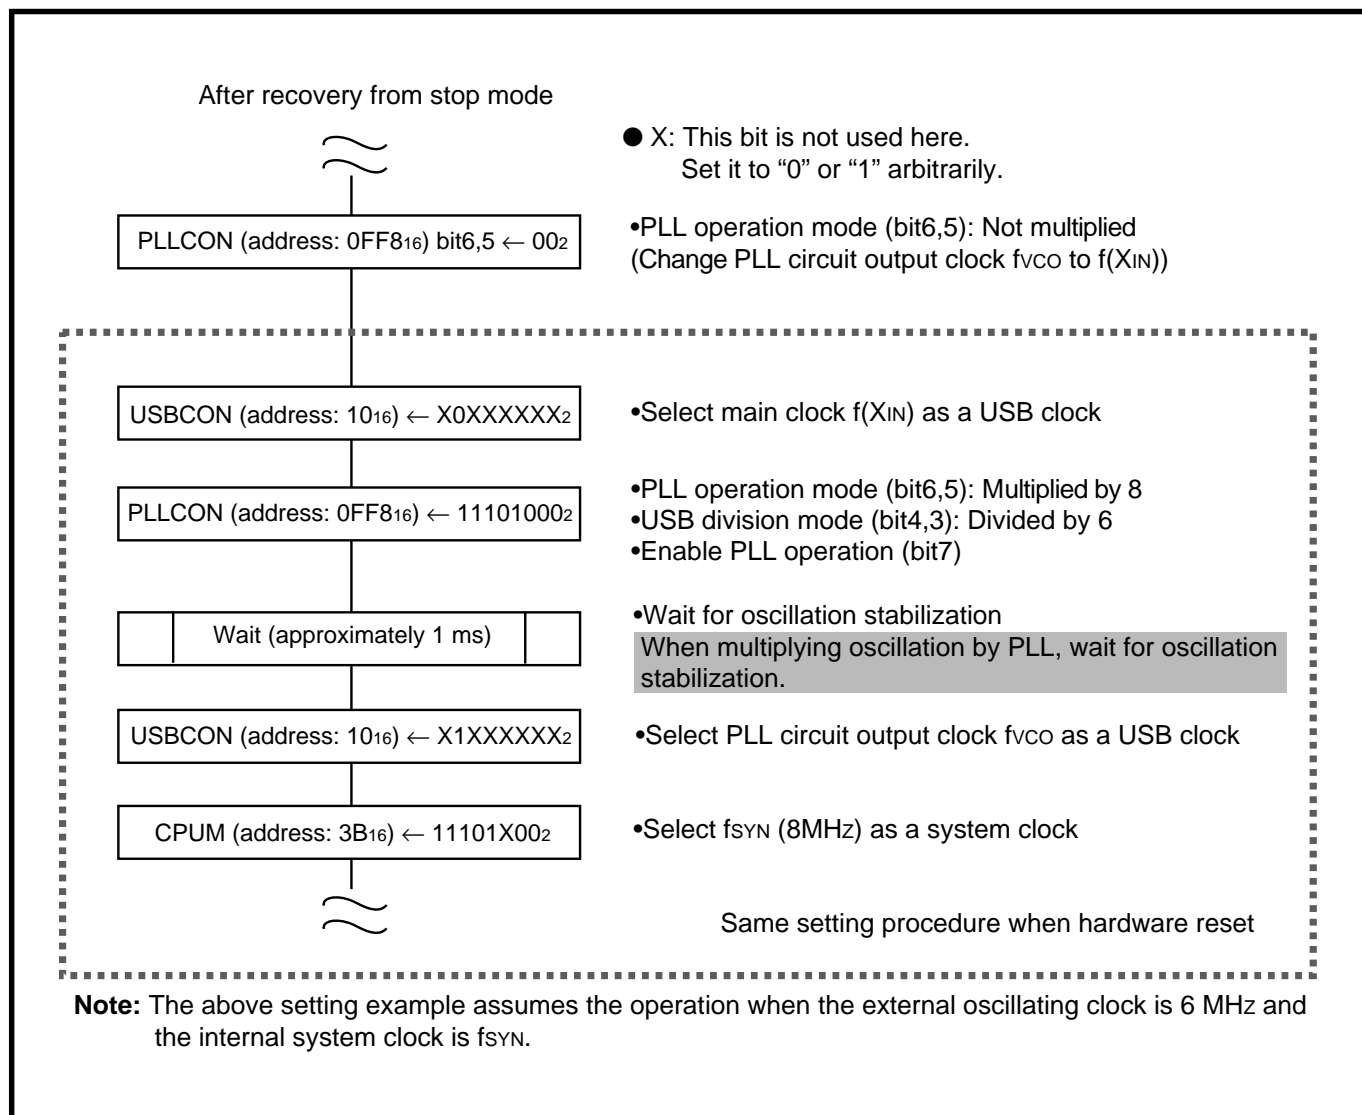 After recovery from stop mode
● X: This bit is not used here.
Set it to “0” or “1” arbitrarily.
PLLCON (address: 0FF816) bit6,5 ← 002
•PLL operation mode (bit6,5): Not multiplied
(Change PLL circuit output clock fVCO to f(XIN))
USBCON (address: 1016) ← X0XXXXXX2
•Select main clock f(XIN) as a USB clock
PLLCON (address: 0FF816) ← 111010002
•PLL operation mode (bit6,5): Multiplied by 8
•USB division mode (bit4,3): Divided by 6
•Enable PLL operation (bit7)
Wait (approximately 1 ms)
•Wait for oscillation stabilization
When multiplying oscillation by PLL, wait for oscillation
stabilization.
USBCON (address: 1016) ← X1XXXXXX2
•Select PLL circuit output clock fVCO as a USB clock
CPUM (address: 3B16) ← 11101X002
•Select fSYN (8MHZ) as a system clock
Same setting procedure when hardware reset
Note: The above setting example assumes the operation when the external oscillating clock is 6 MHZ and
the internal system clock is fSYN.